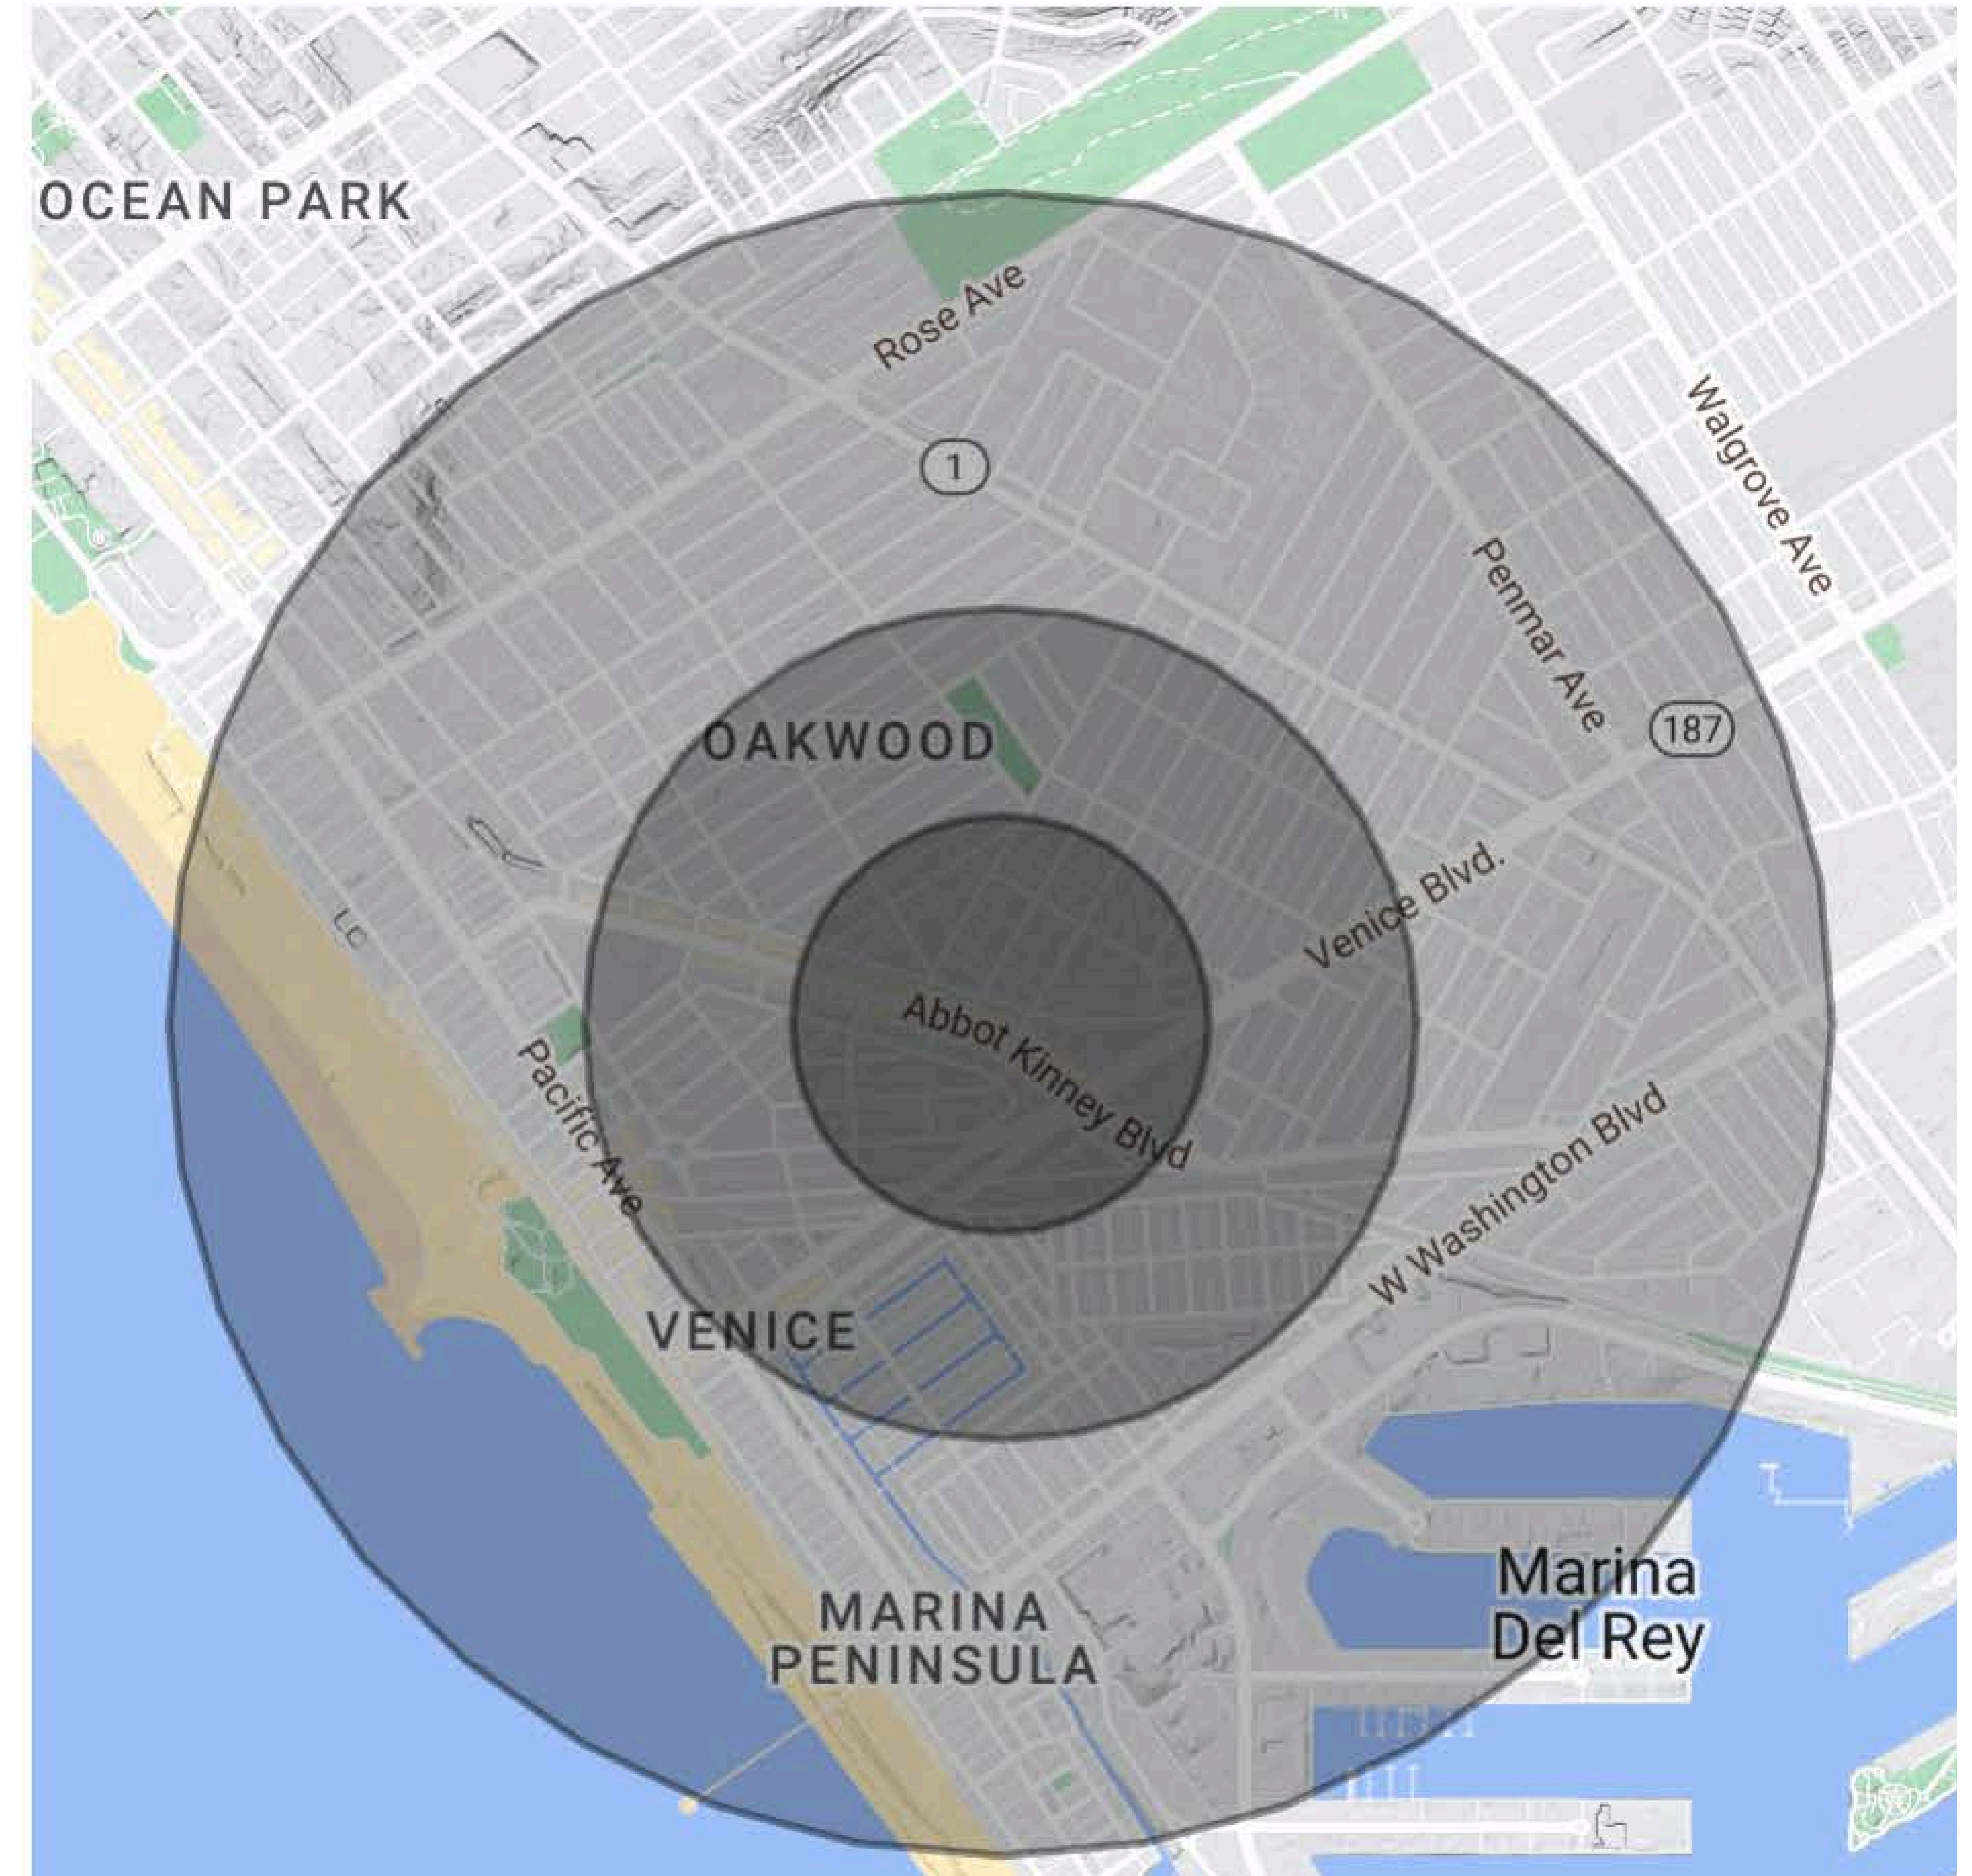 OCEAN PARK
Rose Ave
1
Walgrove Ave
Penmar Ave
187
OAKWOOD
Venice Blvd.
Abbot Kinney Blvd
Pacific Ave
W Washington Blvd
VENICE
Marina
Del Rey
MARINA
PENINSULA